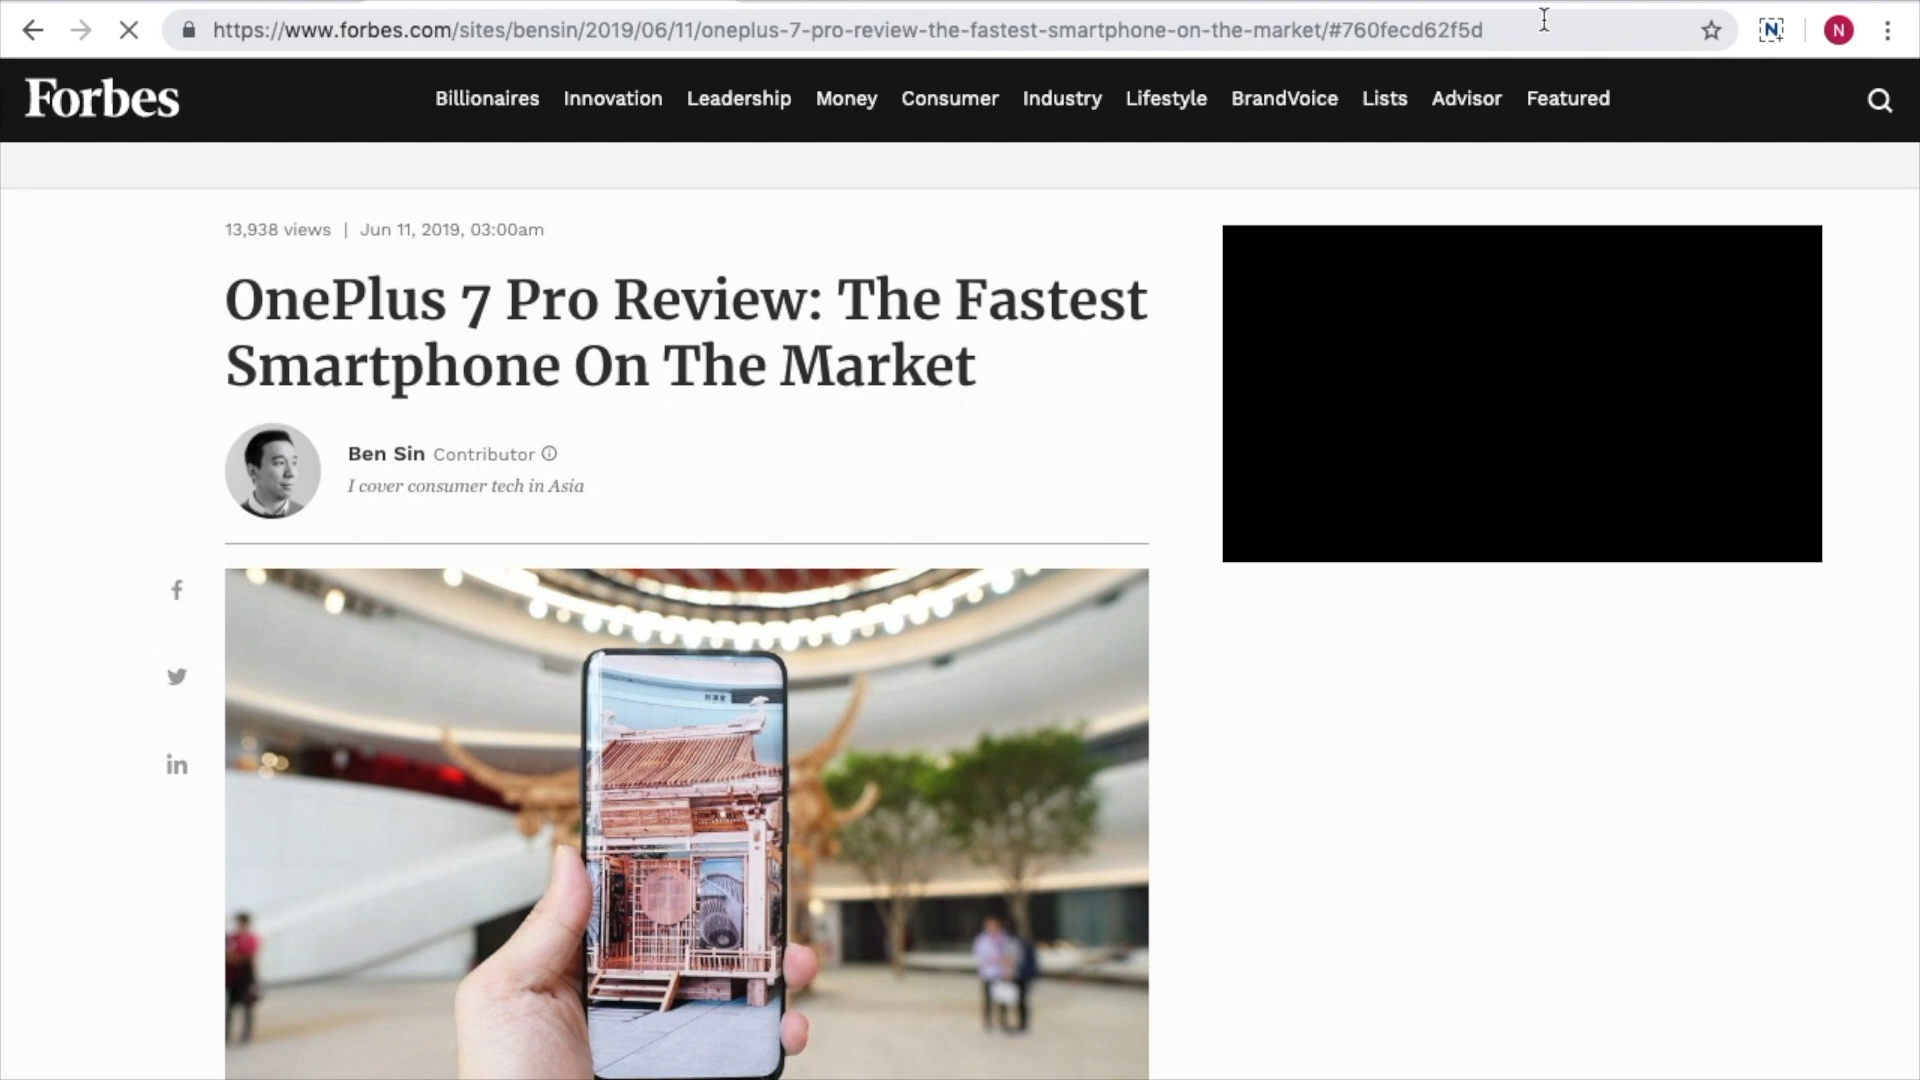 https://www.forbes.com/sites/bensin/2019/06/11/oneplus-7-pro-review-the-fastest-smartphone-on-the-market/#760fecd62f5d
N
N
Forbes
Billionaires Innovation Leadership Money Consumer Industry Lifestyle BrandVoice Lists Advisor Featured
13,938 views | Jun 11, 2019, 03:00am
OnePlus 7 Pro Review: The Fastest
Smartphone On The Market
Ben Sin Contributor
I cover consumer tech in Asia
f
in